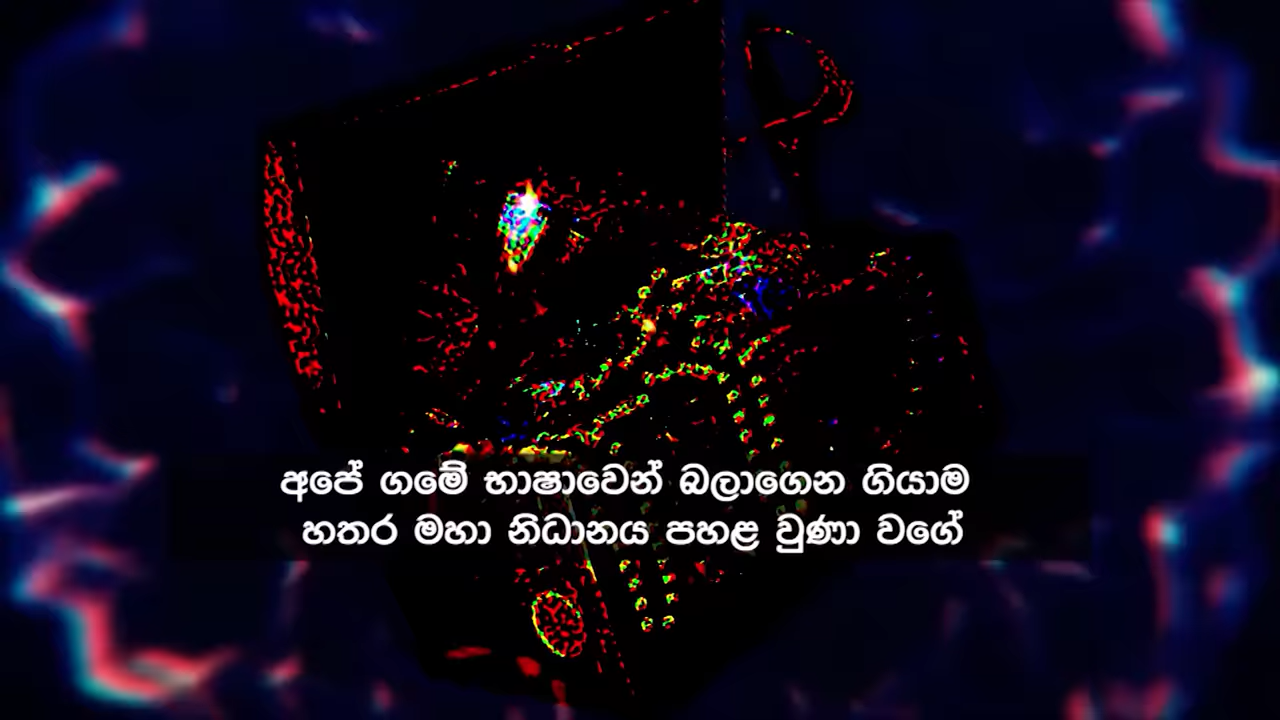 අපේ ගමේ භාෂාවෙන් බලාගෙන ගියාම
හතර මහා නිධානය පහළ වුණා වගේ